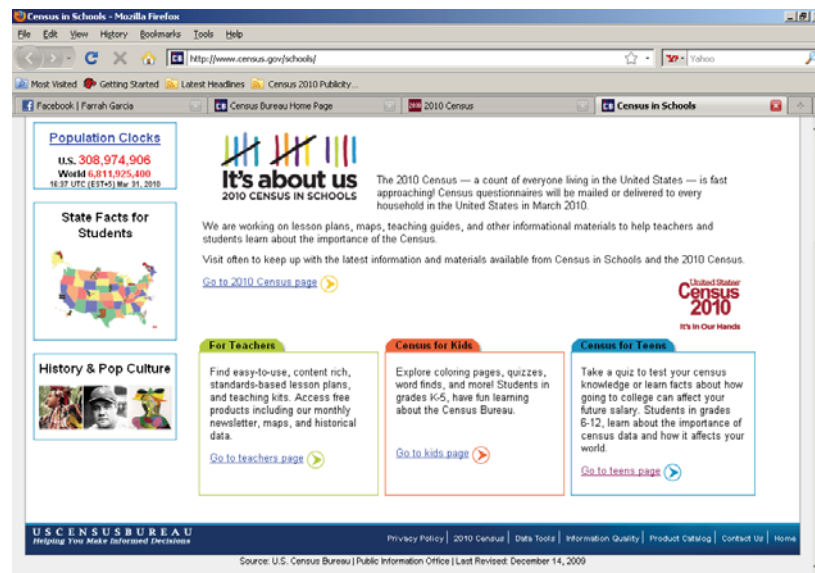 Census in Schools - Mozilla Firefox
File Edit View History Bookmarks Tools Help
http://www.census.gov/schools/
Yahoo
Most Visited Getting Started Latest Headlines Census 2010 Publicity...
Facebook | Farrah Garcia
Census Bureau Home Page
2010 Census
Census in Schools
Population Clocks
U.S. 308,974,906
World 6,811,925,400
16:37 UTC (EST+5) Mar 31, 2010
State Facts for
Students
History & Pop Culture
It's about us
2010 CENSUS IN SCHOOLS
The 2010 Census — a count of everyone living in the United States — is fast
approaching! Census questionnaires will be mailed or delivered to every
household in the United States in March 2010.
We are working on lesson plans, maps, teaching guides, and other informational materials to help teachers and
students learn about the importance of the Census.
Visit often to keep up with the latest information and materials available from Census in Schools and the 2010 Census.
Go to 2010 Census page
United States
Census
2010
It's In Our Hands
For Teachers
Find easy-to-use, content rich,
standards-based lesson plans,
and teaching kits. Access free
products including our monthly
newsletter, maps, and historical
data.
Go to teachers page
Census for Kids
Explore coloring pages, quizzes,
word finds, and more! Students in
grades K-5, have fun learning
about the Census Bureau.
Go to kids page
Census for Teens
Take a quiz to test your census
knowledge or learn facts about how
going to college can affect your
future salary. Students in grades
6-12, learn about the importance of
census data and how it affects your
world.
Go to teens page
USCENSUSBUREAU
Helping You Make Informed Decisions
Privacy Policy | 2010 Census | Data Tools | Information Quality | Product Catalog | Contact Us | Home
Source: U.S. Census Bureau | Public Information Office | Last Revised: December 14, 2009